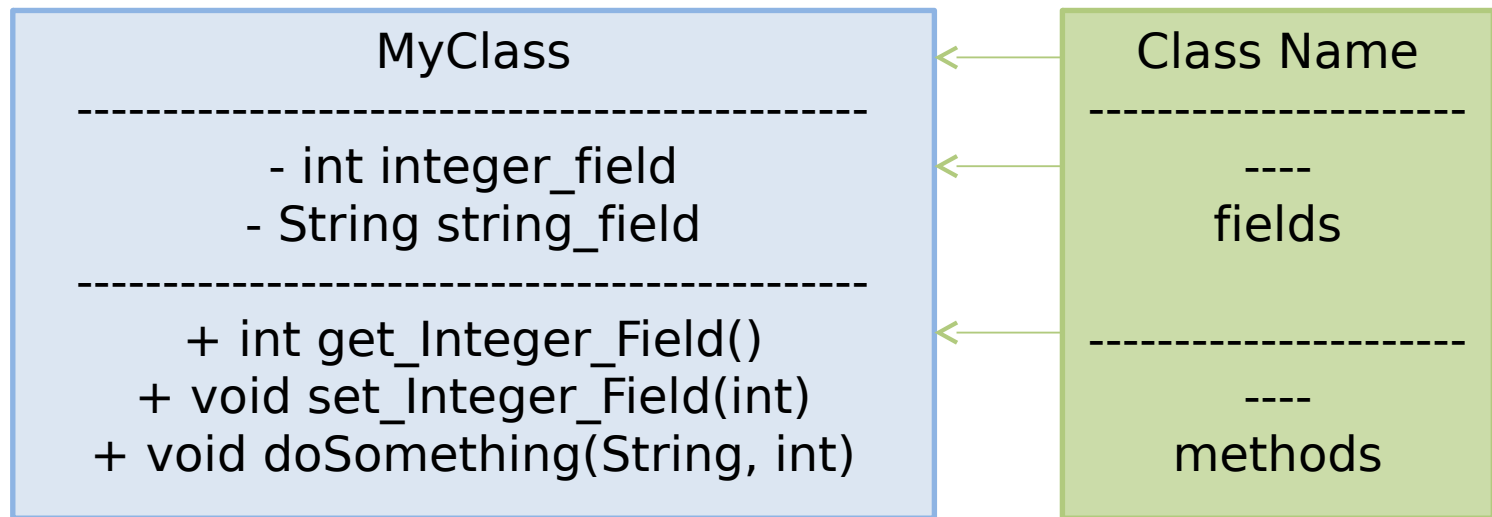 MyClass
-----------------------------------------------
- int integer_field
- String string_field
-----------------------------------------------
+ int get_Integer_Field()
+ void set_Integer_Field(int)
+ void doSomething(String, int)
Class Name
-----------------------
----
fields
-----------------------
----
methods